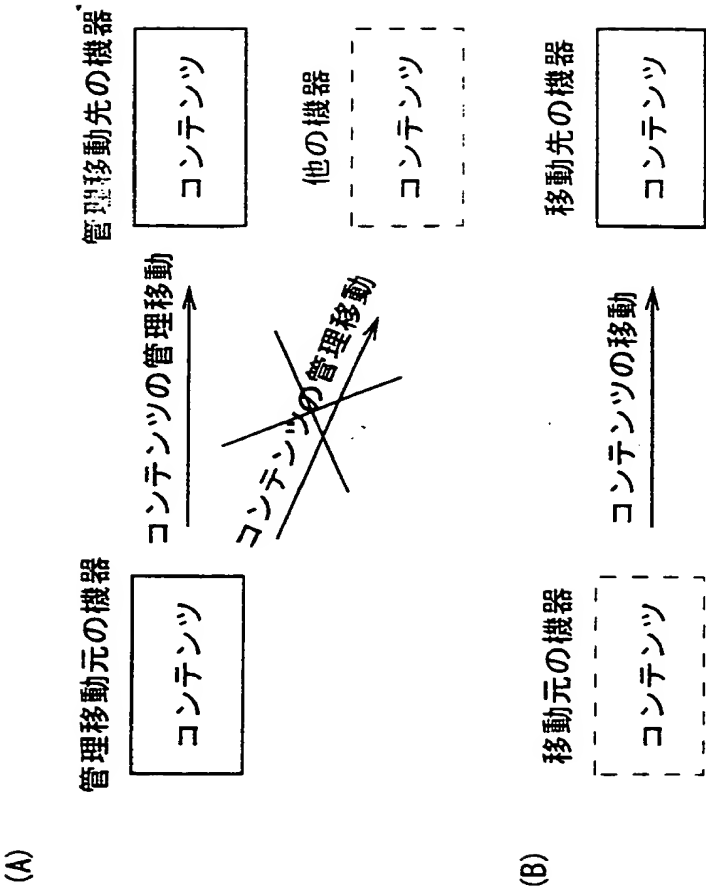 (A)
管理移動元の機器
コンテンツ
コンテンツの管理移動
管理移動先の機器
コンテンツ
コンテンツの管理移動
他の機器
コンテンツ
(B)
移動元の機器
コンテンツ
コンテンツの移動
移動先の機器
コンテンツ